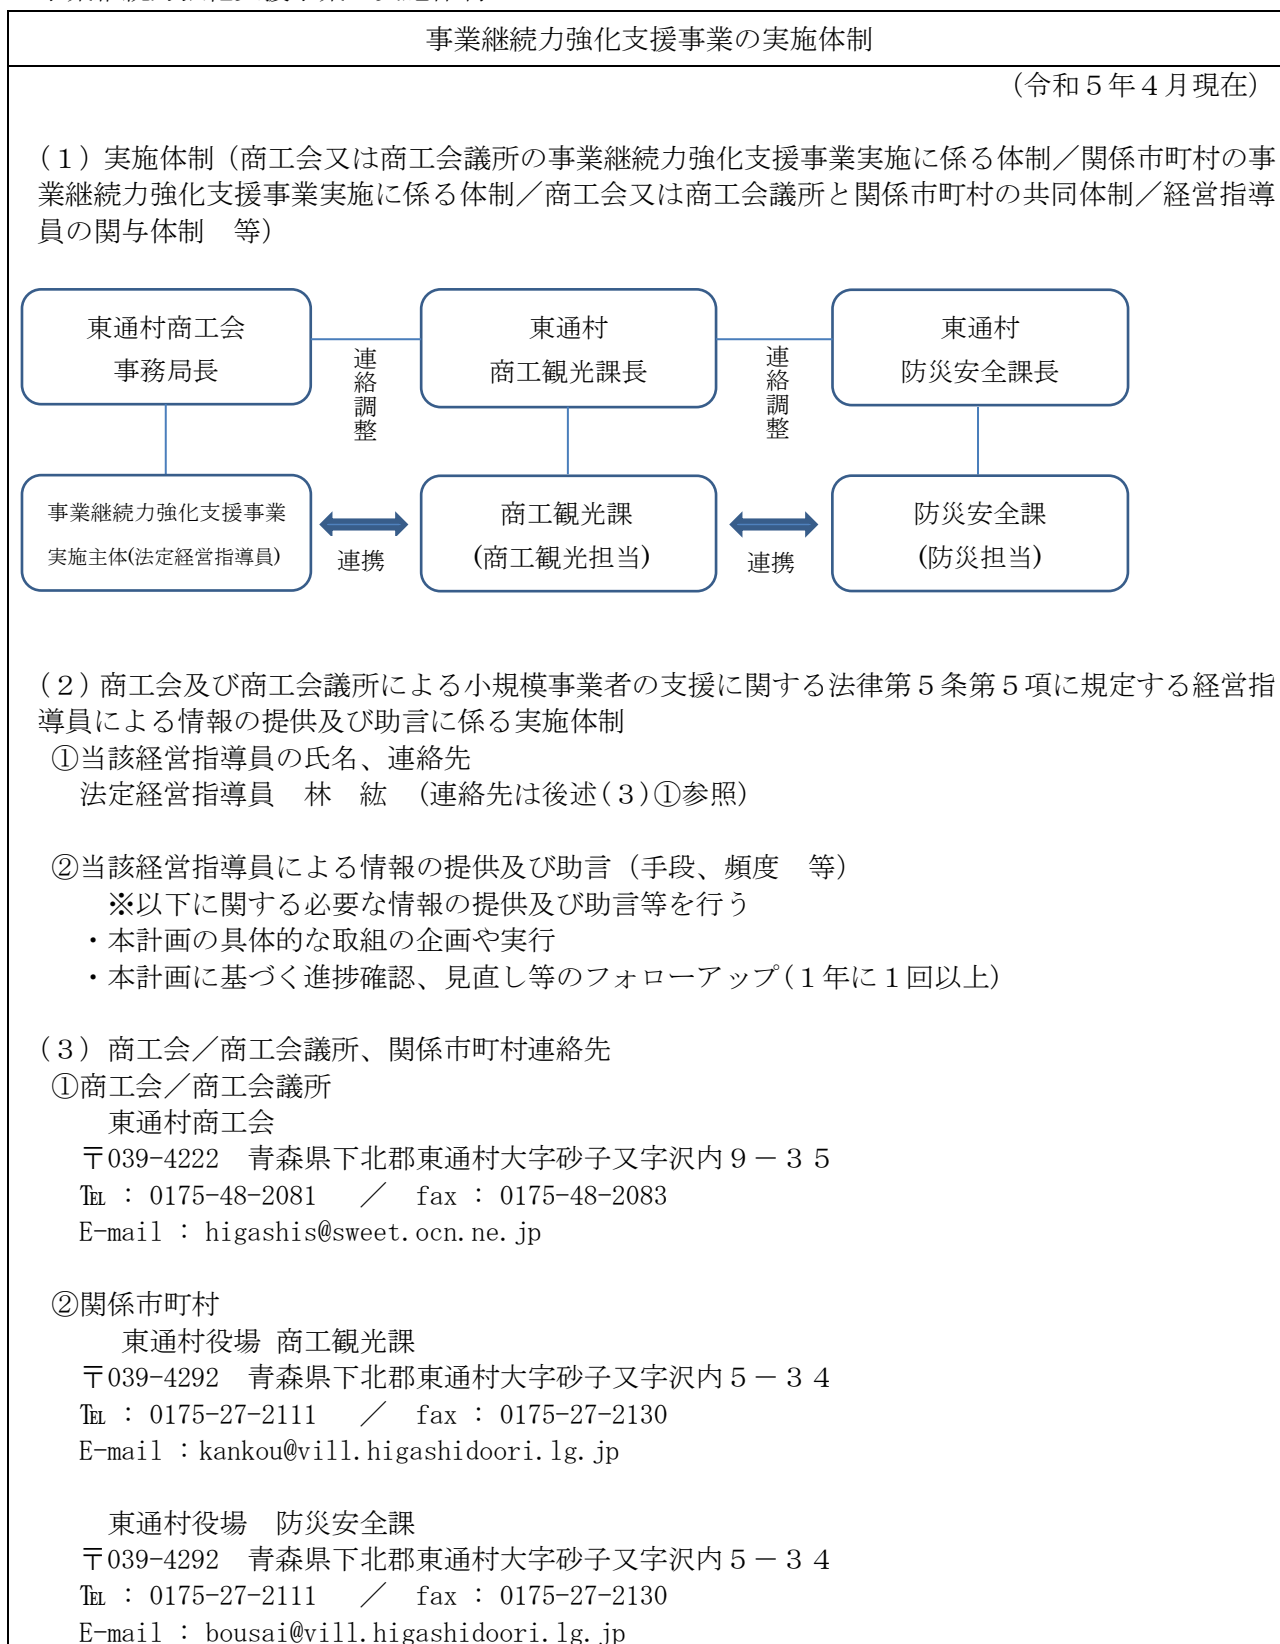 事業継続力強化支援事業の実施体制
（令和５年４月現在）
（１）実施体制（商工会又は商工会議所の事業継続力強化支援事業実施に係る体制／関係市町村の事
業継続力強化支援事業実施に係る体制／商工会又は商工会議所と関係市町村の共同体制／経営指導
員の関与体制　等）
東通村商工会
事務局長
連絡調整
東通村
商工観光課長
連絡調整
東通村
防災安全課長
事業継続力強化支援事業
実施主体(法定経営指導員)
連携
商工観光課
(商工観光担当)
連携
防災安全課
(防災担当)
（２）商工会及び商工会議所による小規模事業者の支援に関する法律第５条第５項に規定する経営指
導員による情報の提供及び助言に係る実施体制
①当該経営指導員の氏名、連絡先
法定経営指導員　林　紘　（連絡先は後述(３)①参照）
②当該経営指導員による情報の提供及び助言（手段、頻度　等）
※以下に関する必要な情報の提供及び助言等を行う
・本計画の具体的な取組の企画や実行
・本計画に基づく進捗確認、見直し等のフォローアップ(１年に１回以上）
（３）商工会／商工会議所、関係市町村連絡先
①商工会／商工会議所
東通村商工会
〒039-4222　青森県下北郡東通村大字砂子又字沢内９－３５
℡ : 0175-48-2081　／　fax : 0175-48-2083
E-mail : higashis@sweet.ocn.ne.jp
②関係市町村
東通村役場 商工観光課
〒039-4292　青森県下北郡東通村大字砂子又字沢内５－３４
℡ : 0175-27-2111　／　fax : 0175-27-2130
E-mail : kankou@vill.higashidoori.lg.jp
東通村役場　防災安全課
〒039-4292　青森県下北郡東通村大字砂子又字沢内５－３４
℡ : 0175-27-2111　／　fax : 0175-27-2130
E-mail : bousai@vill.higashidoori.lg.jp